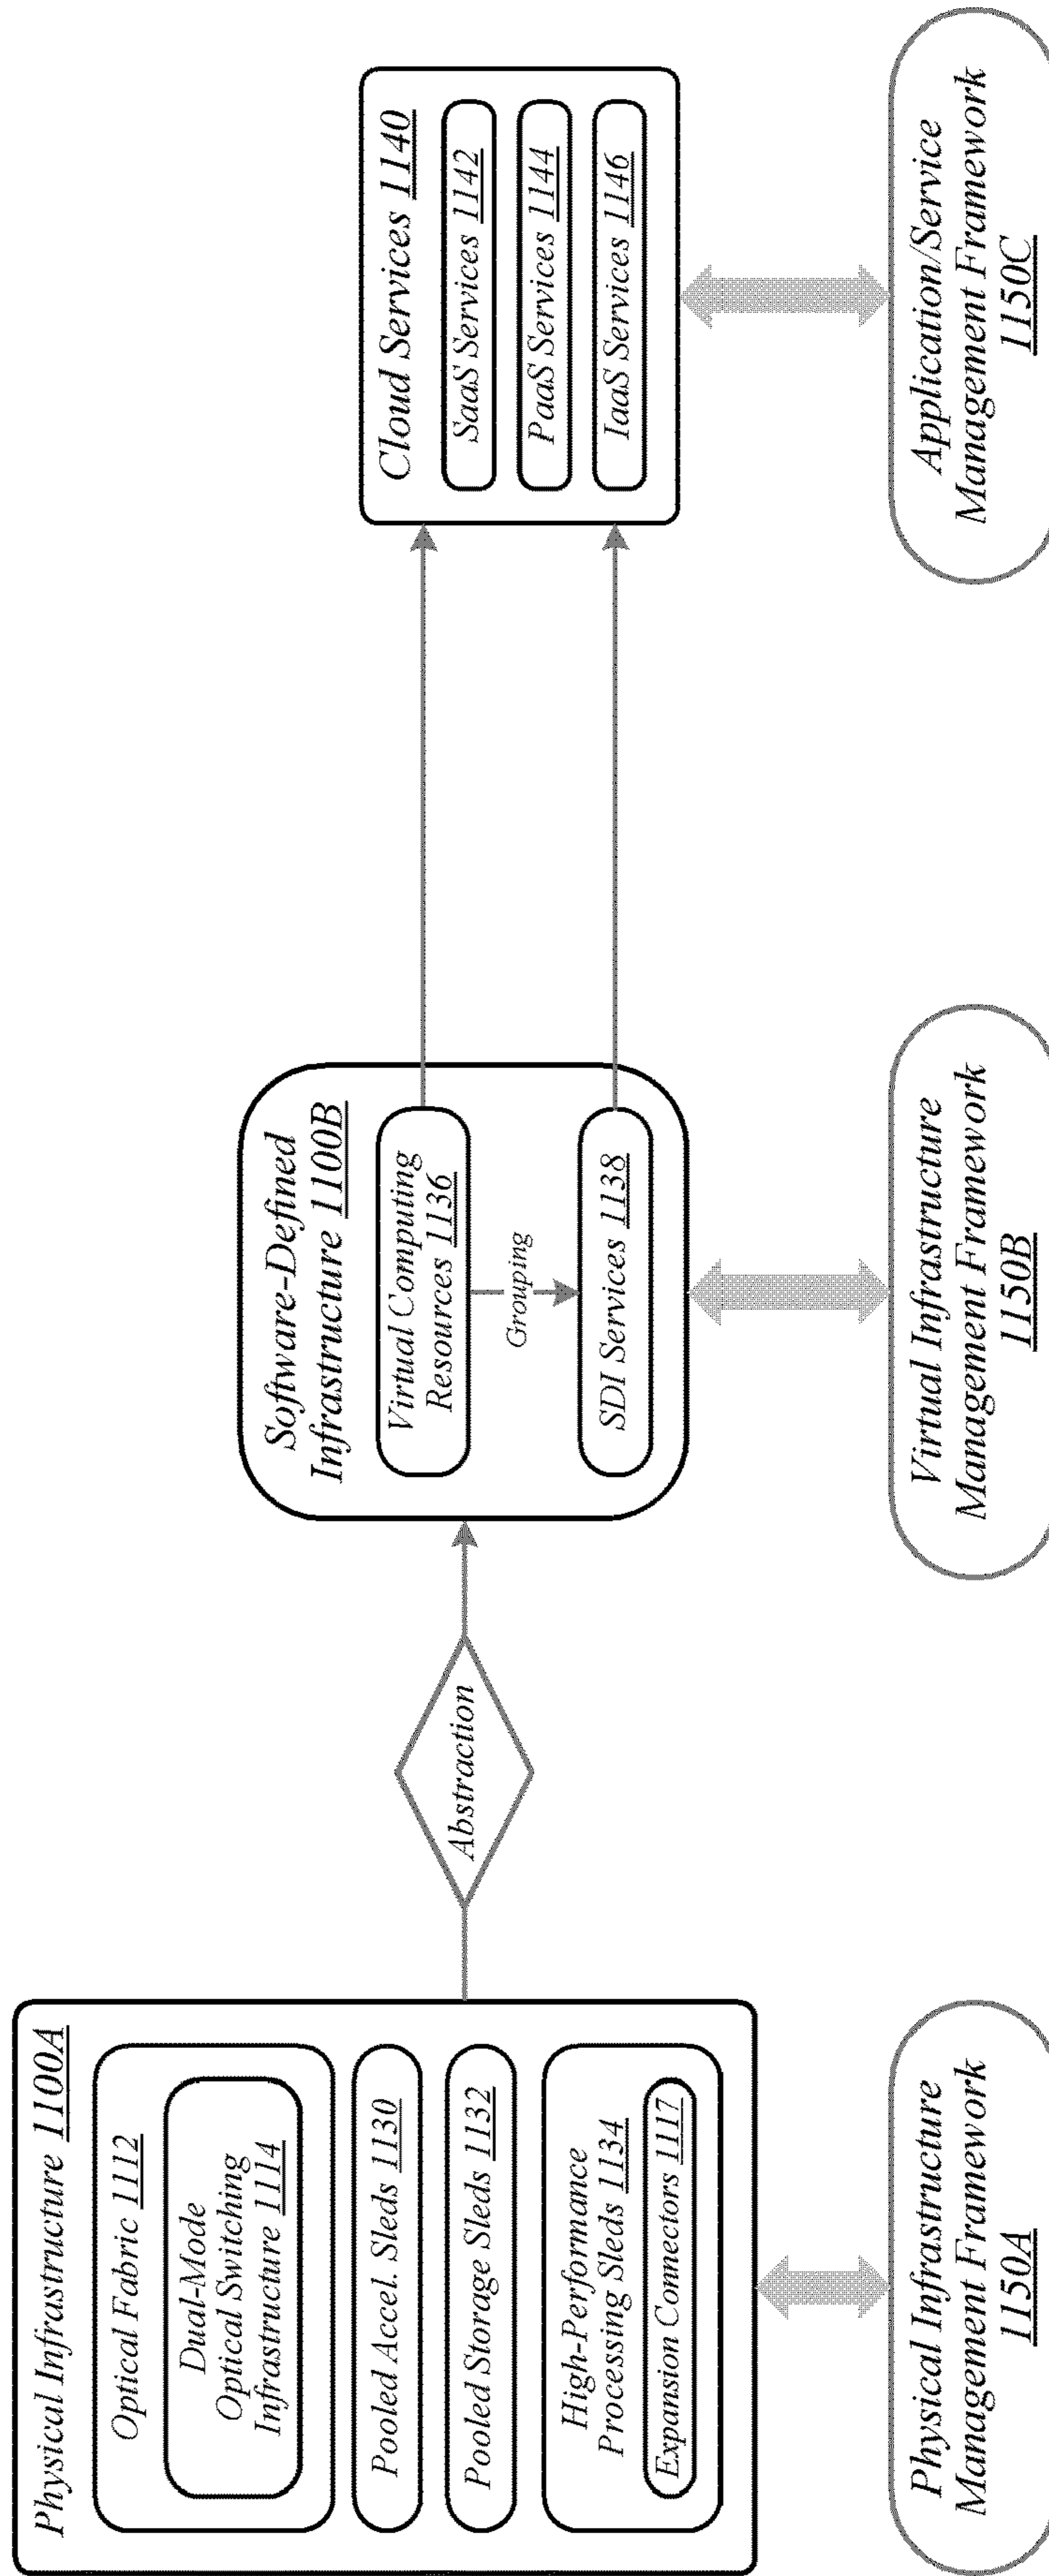 Physical Infrastructure 1100A
Optical Fabric 1112
Dual-Mode
Optical Switching
Infrastructure 1114
Pooled Accel. Sleds 1130
Pooled Storage Sleds 1132
High-Performance
Processing Sleds 1134
Expansion Connectors 1117
Physical Infrastructure
Management Framework
1150A
Abstraction
Software-Defined
Infrastructure 1100B
Virtual Computing
Resources 1136
Grouping
SDI Services 1138
Virtual Infrastructure
Management Framework
1150B
Cloud Services 1140
SaaS Services 1142
PaaS Services 1144
IaaS Services 1146
Application/Service
Management Framework
1150C